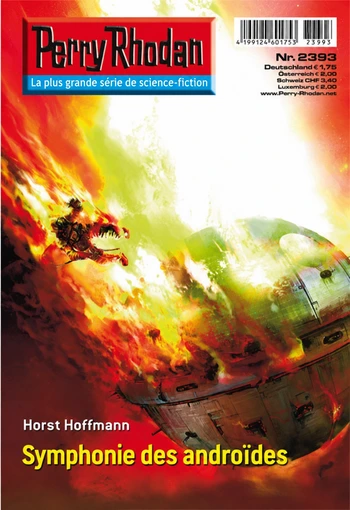 Perry Rhodan
La plus grande série de science-fiction
4 199124 601753
23993
Nr. 2393
Deutschland € 1,75
Österreich € 2,00
Schweiz CHF 3,40
Luxemburg € 2,00
www.Perry-Rhodan.net
Horst Hoffmann
Symphonie des androïdes